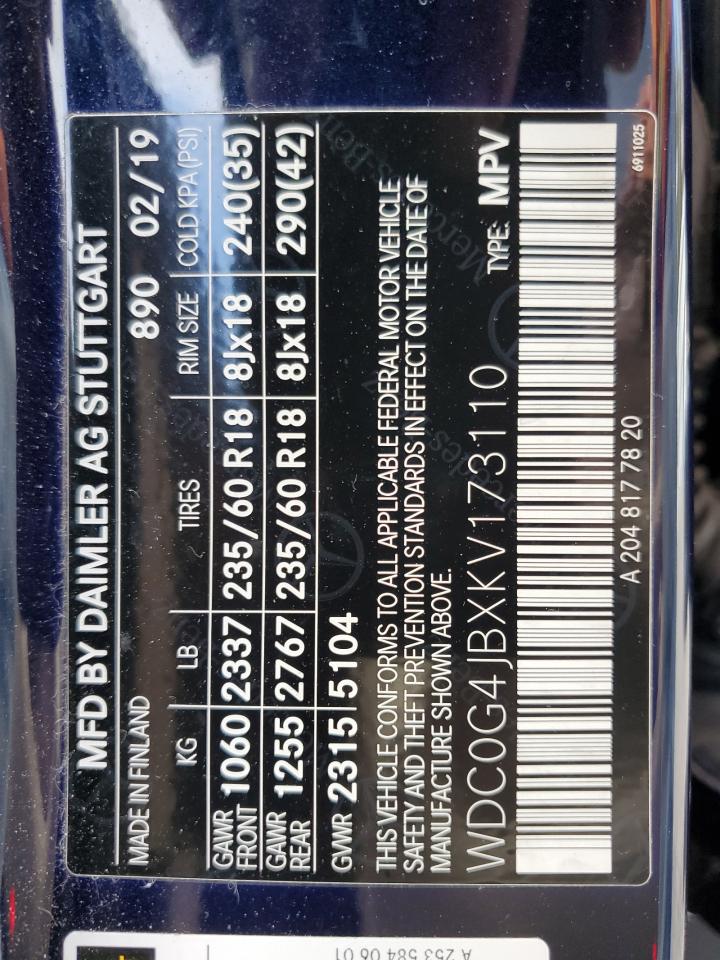 MFD BY DAIMLER AG STUTTGART
MADE IN FINLAND 890 02/19
KG LB TIRES RIM SIZE COLD KPA (PSI)
GAWR FRONT 1060 2337 235/60 R18 8Jx18 240(35)
GAWR REAR 1255 2767 235/60 R18 8Jx18 290(42)
GVWR 2315 5104
THIS VEHICLE CONFORMS TO ALL APPLICABLE FEDERAL MOTOR VEHICLE
SAFETY AND THEFT PREVENTION STANDARDS IN EFFECT ON THE DATE OF
MANUFACTURE SHOWN ABOVE.
WDC0G4JBXKV173110 TYPE: MPV
A 204 817 78 20
6911025
A 253 584 06 01